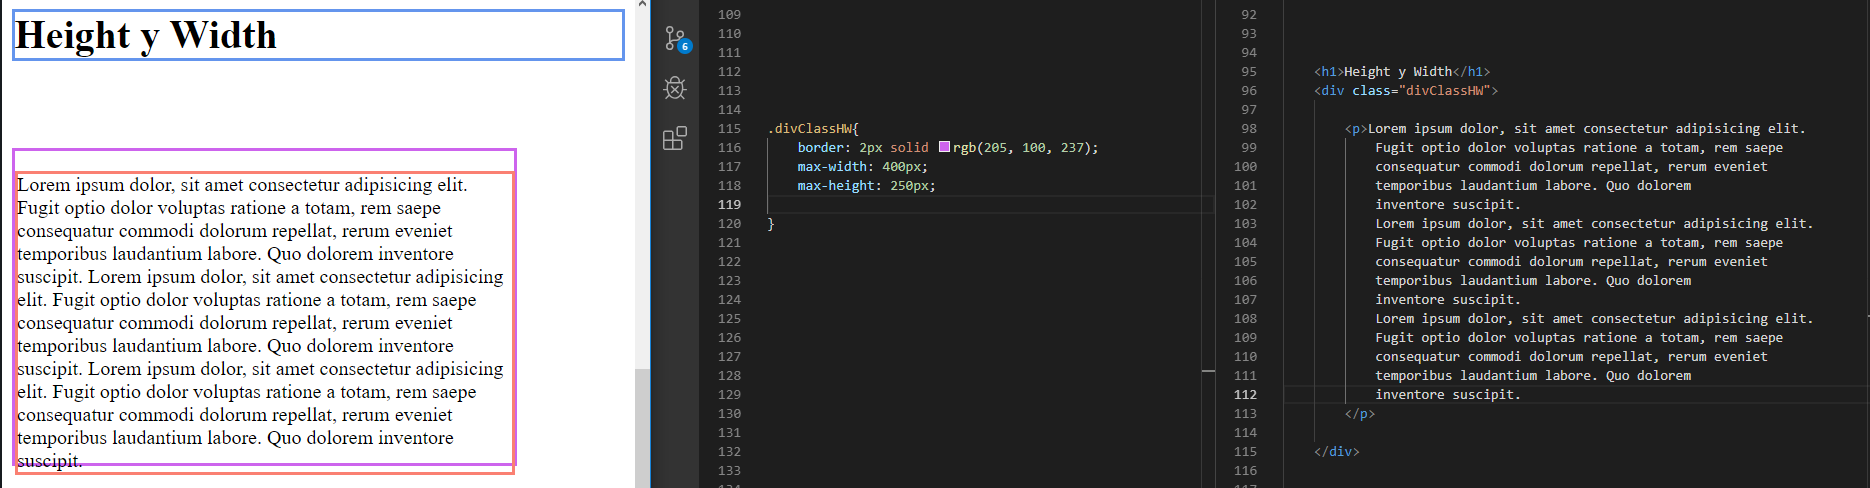 Height y Width
Lorem ipsum dolor, sit amet consectetur adipisicing elit.
Fugit optio dolor voluptas ratione a totam, rem saepe
consequatur commodi dolorum repellat, rerum eveniet
temporibus laudantium labore. Quo dolorem inventore
suscipit. Lorem ipsum dolor, sit amet consectetur adipisicing
elit. Fugit optio dolor voluptas ratione a totam, rem saepe
consequatur commodi dolorum repellat, rerum eveniet
temporibus laudantium labore. Quo dolorem inventore
suscipit. Lorem ipsum dolor, sit amet consectetur adipisicing
elit. Fugit optio dolor voluptas ratione a totam, rem saepe
consequatur commodi dolorum repellat, rerum eveniet
temporibus laudantium labore. Quo dolorem inventore
suscipit.
6
109
110
111
112
113
114
115 .divClassHW{
116 border: 2px solid rgb(205, 100, 237);
117 max-width: 400px;
118 max-height: 250px;
119
120 }
121
122
123
124
125
126
127
128
129
130
131
132
133
134
92
93
94
95 <h1>Height y Width</h1>
96 <div class="divClassHW">
97
98 <p>Lorem ipsum dolor, sit amet consectetur adipisicing elit.
99 Fugit optio dolor voluptas ratione a totam, rem saepe
100 consequatur commodi dolorum repellat, rerum eveniet
101 temporibus laudantium labore. Quo dolorem
102 inventore suscipit.
103 Lorem ipsum dolor, sit amet consectetur adipisicing elit.
104 Fugit optio dolor voluptas ratione a totam, rem saepe
105 consequatur commodi dolorum repellat, rerum eveniet
106 temporibus laudantium labore. Quo dolorem
107 inventore suscipit.
108 Lorem ipsum dolor, sit amet consectetur adipisicing elit.
109 Fugit optio dolor voluptas ratione a totam, rem saepe
110 consequatur commodi dolorum repellat, rerum eveniet
111 temporibus laudantium labore. Quo dolorem
112 inventore suscipit.
113 </p>
114
115 </div>
116
117